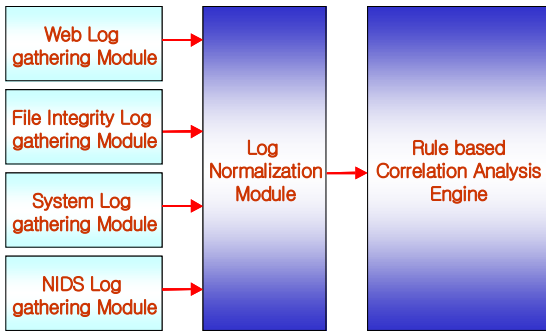 Web Log
gathering Module
File Integrity Log
gathering Module
System Log
gathering Module
NIDS Log
gathering Module
Log
Normalization
Module
Rule based
Correlation Analysis
Engine